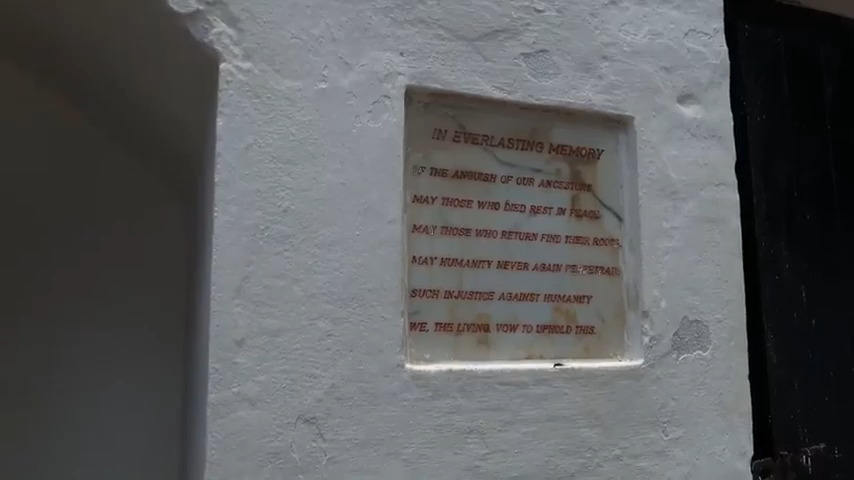 IN EVERLASTING MEMORY
OF THE ANGUISH OF OUR ANCESTORS
MAY THOSE WHO DIED REST IN PEACE
MAY THOSE WHO RETURN FIND THEIR ROOTS
MAY HUMANITY NEVER AGAIN PERPETRATE
SUCH INJUSTICE AGAINST HUMANITY
WE, THE LIVING, VOW TO UPHOLD THIS.